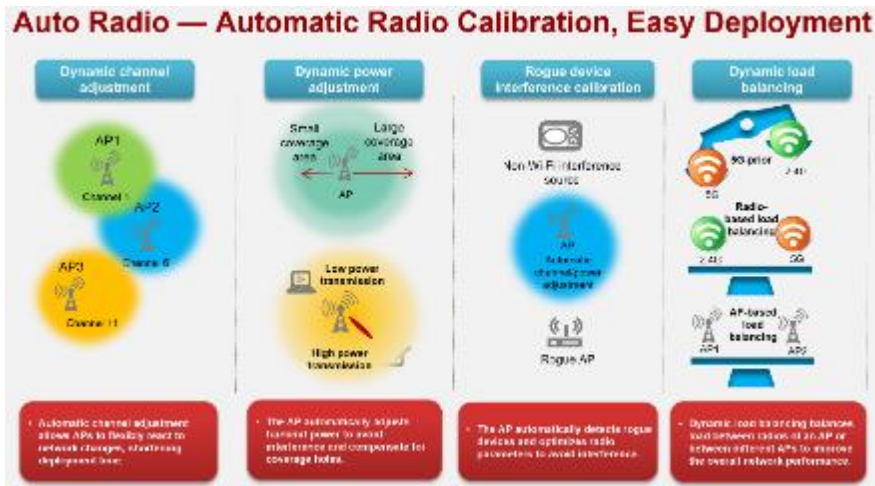 Auto Radio — Automatic Radio Calibration, Easy Deployment
Dynamic channel
adjustment
AP1
Channel 1
AP2
Channel 6
AP3
Channel 11
• Automatic channel adjustment
allows APs to flexibly react to
network changes, shortening
deployment time.
Dynamic power
adjustment
Small
coverage
area
Large
coverage
area
AP
Low power
transmission
High power
transmission
• The AP automatically adjusts
transmit power to avoid
interference and compensate for
coverage holes.
Rogue device
interference calibration
Non-Wi-Fi interference
source
AP
Automatic
channel/power
adjustment
Rogue AP
• The AP automatically detects rogue
devices and optimizes radio
parameters to avoid interference.
Dynamic load
balancing
5G-prior
2.4G
5G
Radio-
based load
balancing
2.4G
5G
AP-based
load
balancing
AP1
AP2
• Dynamic load balancing balances
load between radios of an AP or
between different APs to improve
the overall network performance.